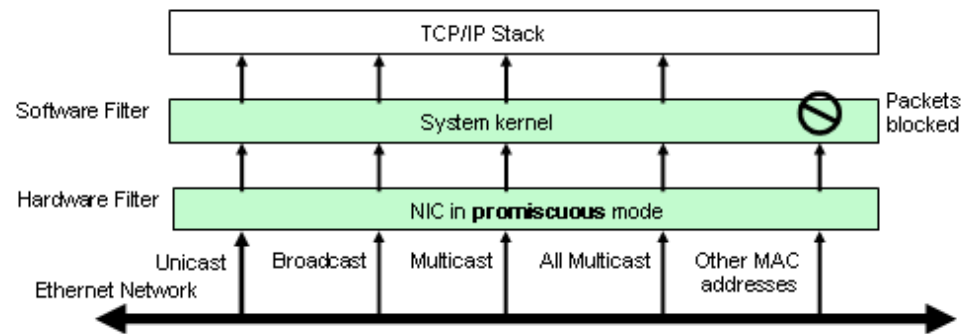 TCP/IP Stack
Software Filter
System kernel
Packets
blocked
Hardware Filter
NIC in promiscuous mode
Unicast
Broadcast
Multicast
All Multicast
Other MAC
addresses
Ethernet Network